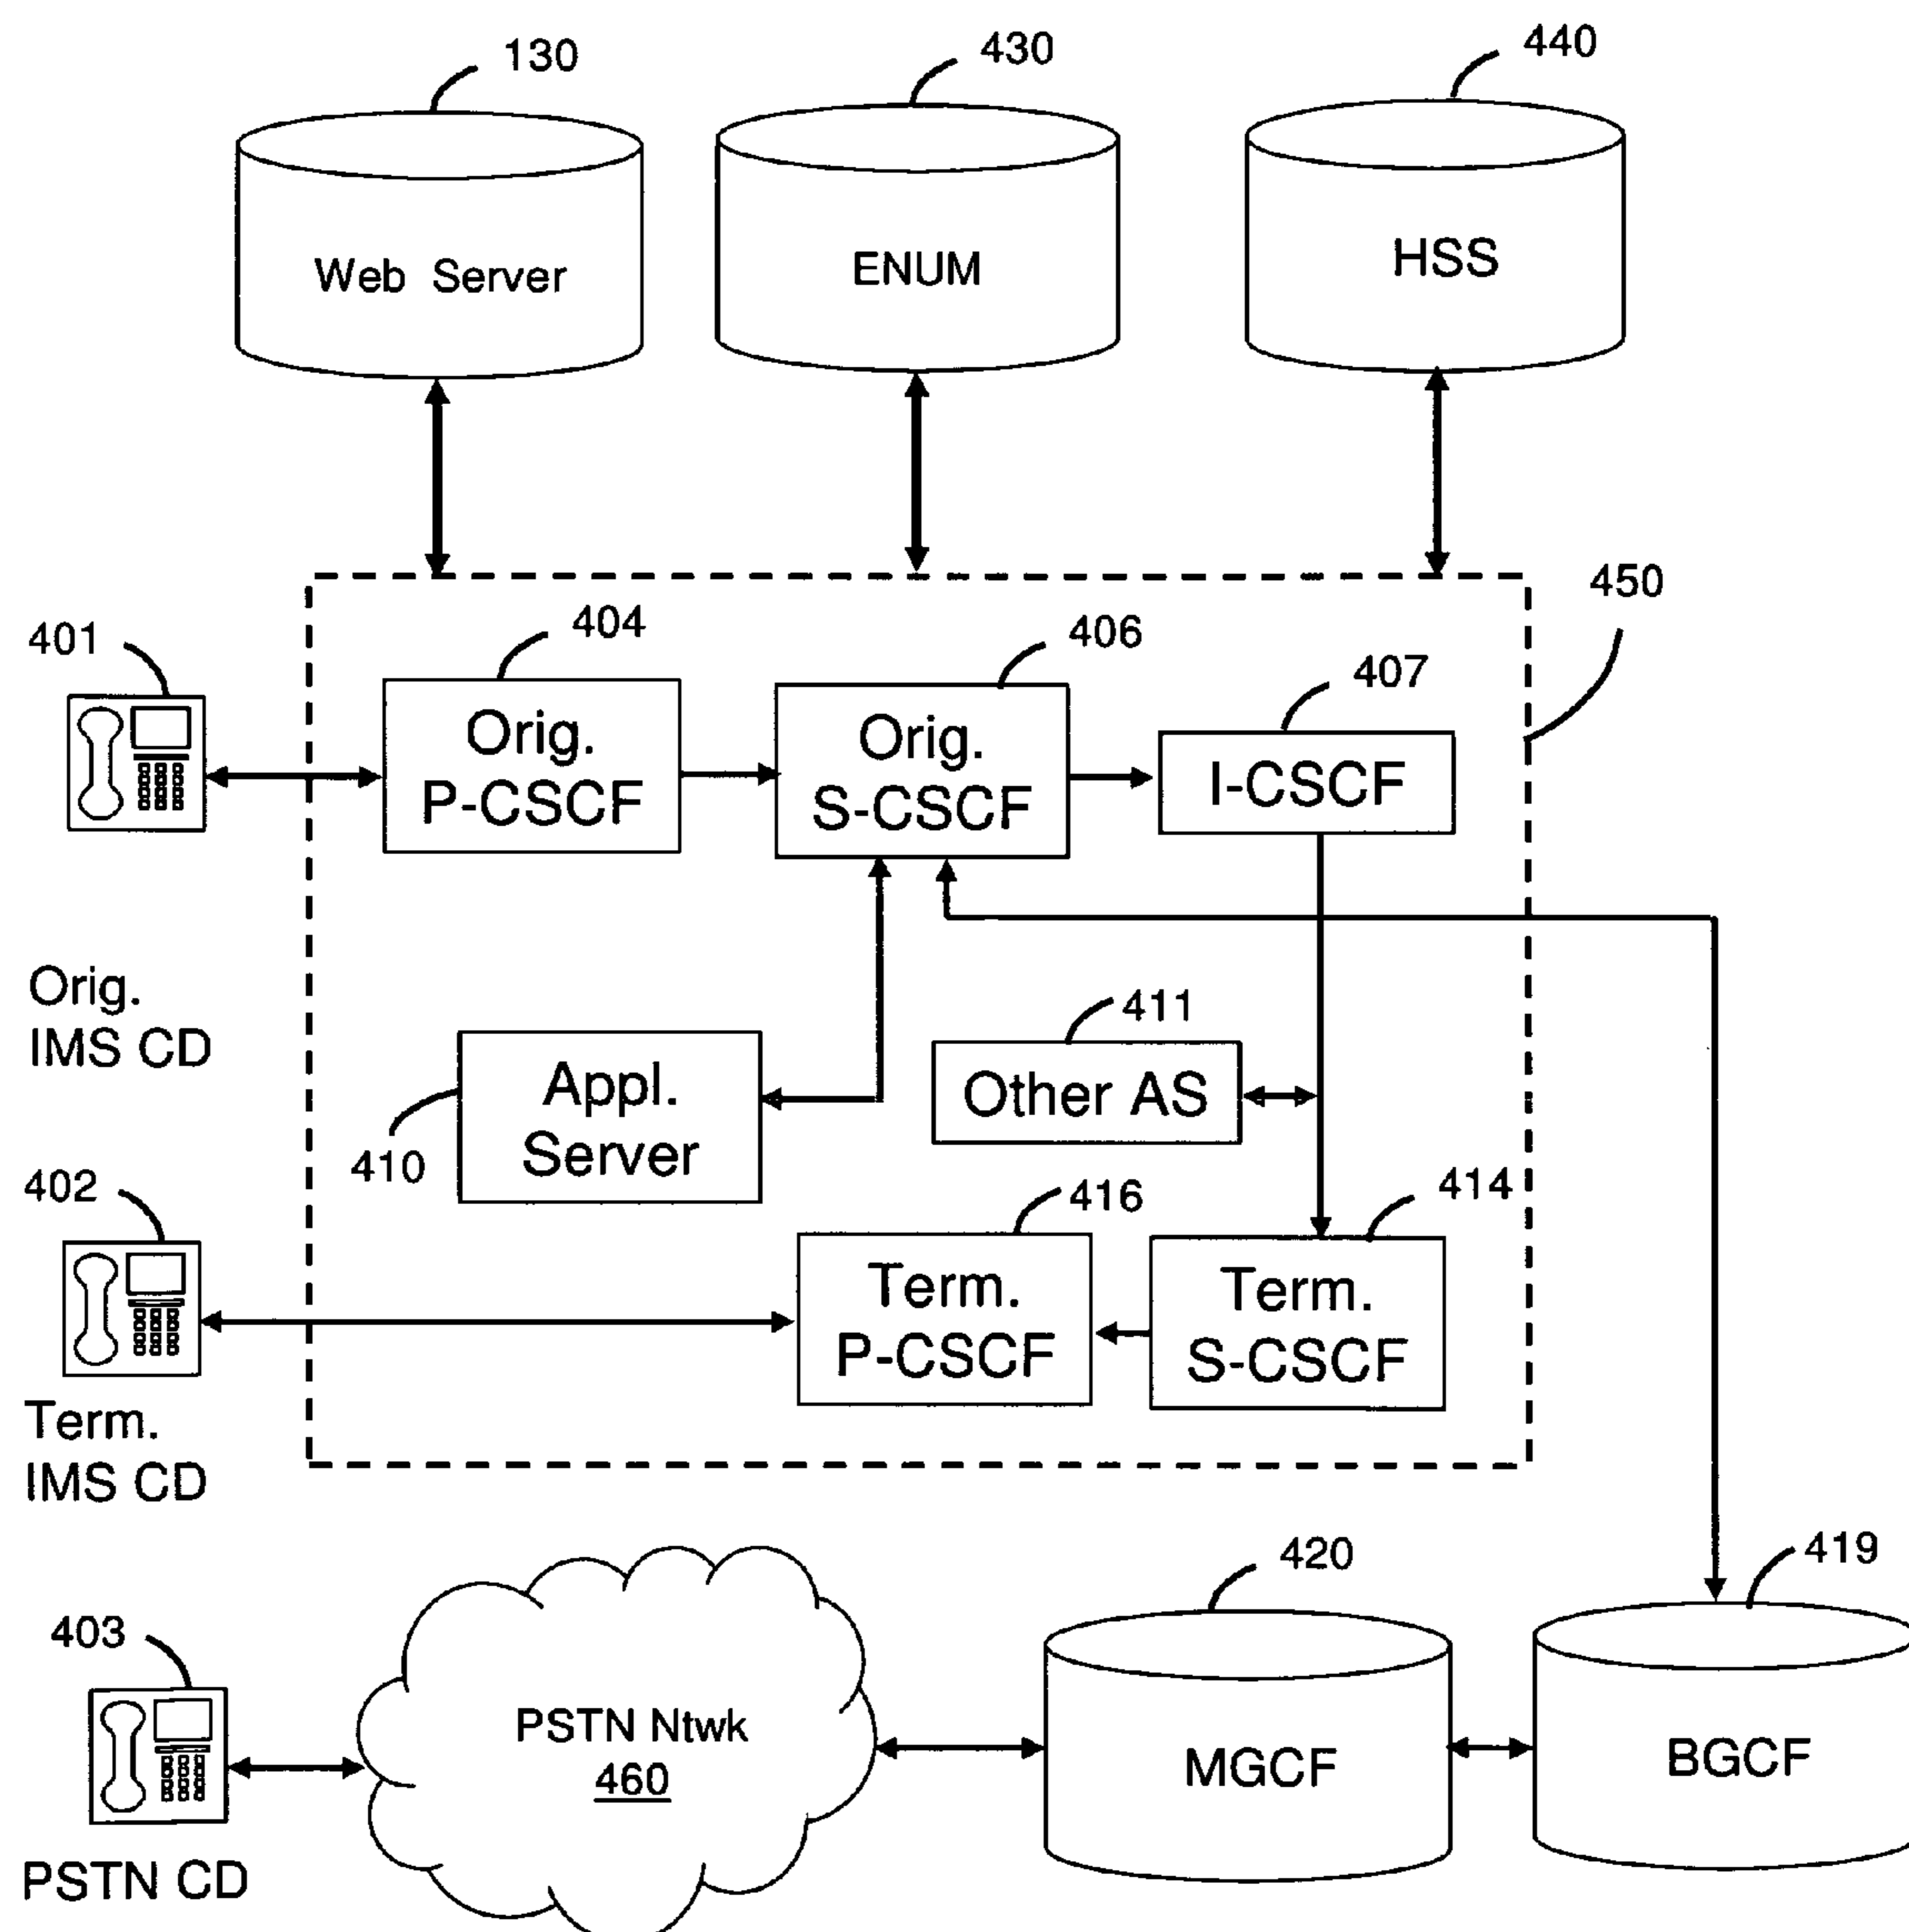 130
430
440
Web Server
ENUM
HSS
450
401
404
406
407
Orig.
P-CSCF
Orig.
S-CSCF
I-CSCF
Orig.
IMS CD
411
Other AS
Appl.
Server
410
402
416
414
Term.
P-CSCF
Term.
S-CSCF
Term.
IMS CD
420
419
403
PSTN Ntwk
460
MGCF
BGCF
PSTN CD